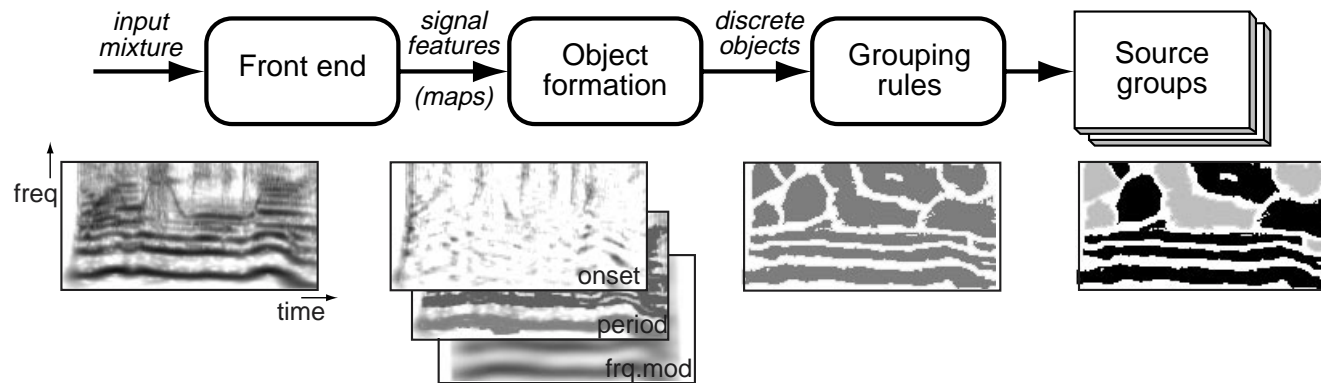 input
mixture
Front end
signal
features
(maps)
Object
formation
discrete
objects
Grouping
rules
Source
groups
freq
time
onset
period
frq.mod